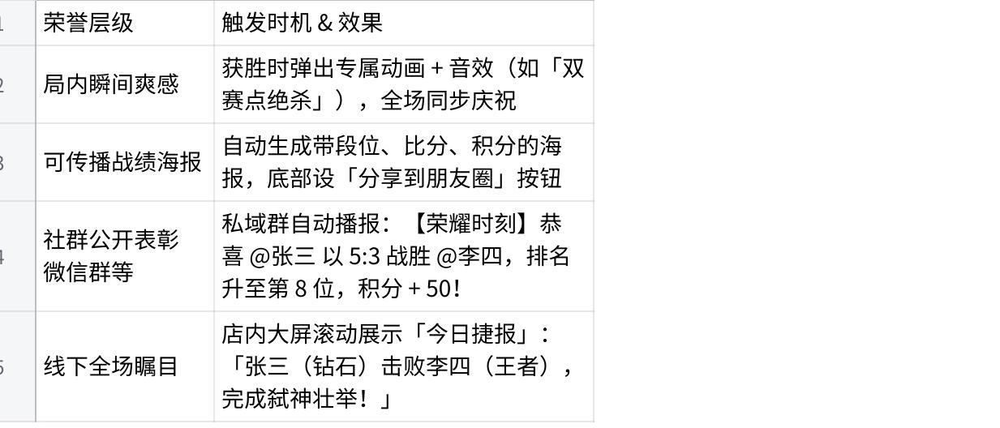 1
荣誉层级
触发时机 & 效果
2
局内瞬间爽感
获胜时弹出专属动画 + 音效（如「双
赛点绝杀」），全场同步庆祝
3
可传播战绩海报
自动生成带段位、比分、积分的海
报，底部设「分享到朋友圈」按钮
4
社群公开表彰
微信群等
私域群自动播报：【荣耀时刻】恭
喜 @张三 以 5:3 战胜 @李四，排名
升至第 8 位，积分 + 50！
5
线下全场瞩目
店内大屏滚动展示「今日捷报」：
「张三（钻石）击败李四（王者），
完成弑神壮举！」